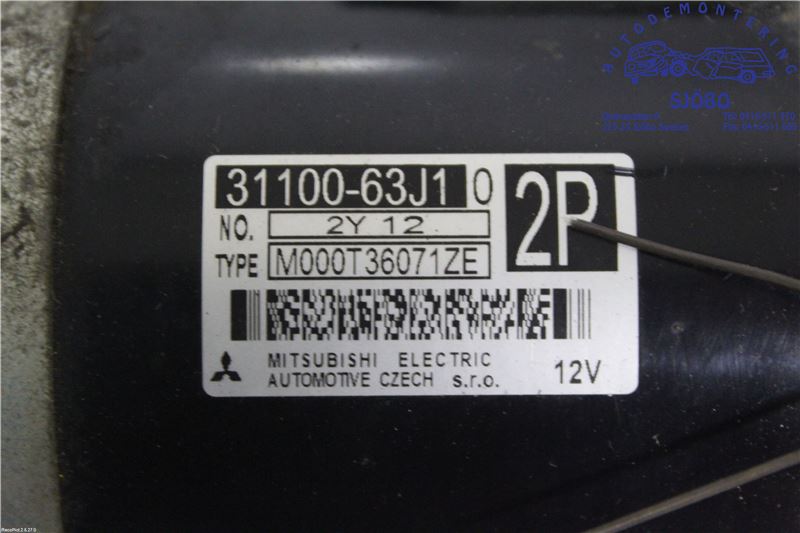 AUTODEMONTERING
SJÖBO
31100-63J1 0
2P
NO. 2Y 12
TYPE M000T36071ZE
MITSUBISHI ELECTRIC
AUTOMOTIVE CZECH s.r.o.
12V